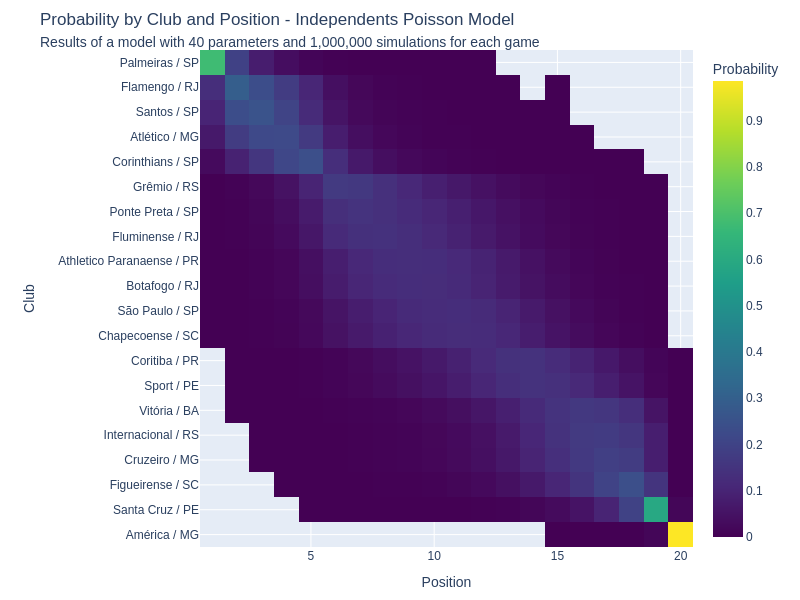 Probability by Club and Position - Independents Poisson Model
Results of a model with 40 parameters and 1,000,000 simulations for each game
Probability
Palmeiras / SP
Flamengo / RJ
Santos / SP
Atlético / MG
Corinthians / SP
Grêmio / RS
Ponte Preta / SP
Fluminense / RJ
Athletico Paranaense / PR
Botafogo / RJ
São Paulo / SP
Chapecoense / SC
Coritiba / PR
Sport / PE
Vitória / BA
Internacional / RS
Cruzeiro / MG
Figueirense / SC
Santa Cruz / PE
América / MG
Club
0.9
0.8
0.7
0.6
0.5
0.4
0.3
0.2
0.1
0
5
10
15
20
Position